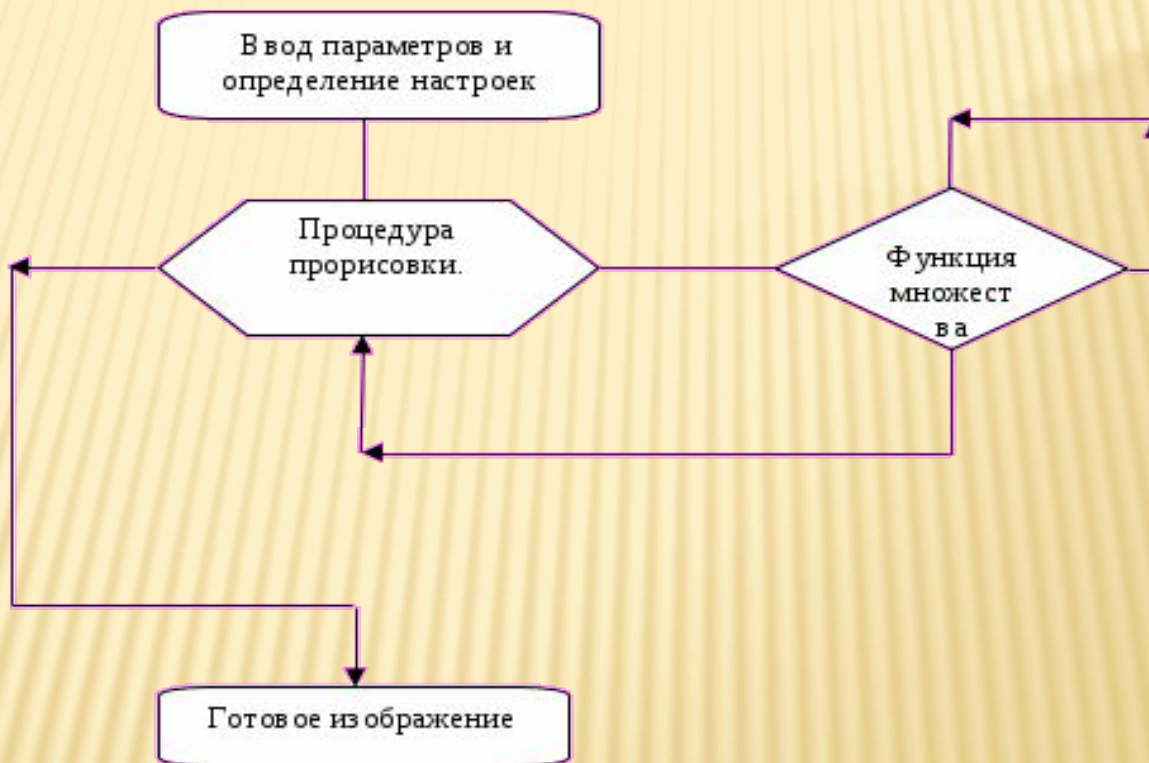 Ввод параметров и
определение настроек
Процедура
прорисовки.
Функция
множест
ва
Готовое изображение